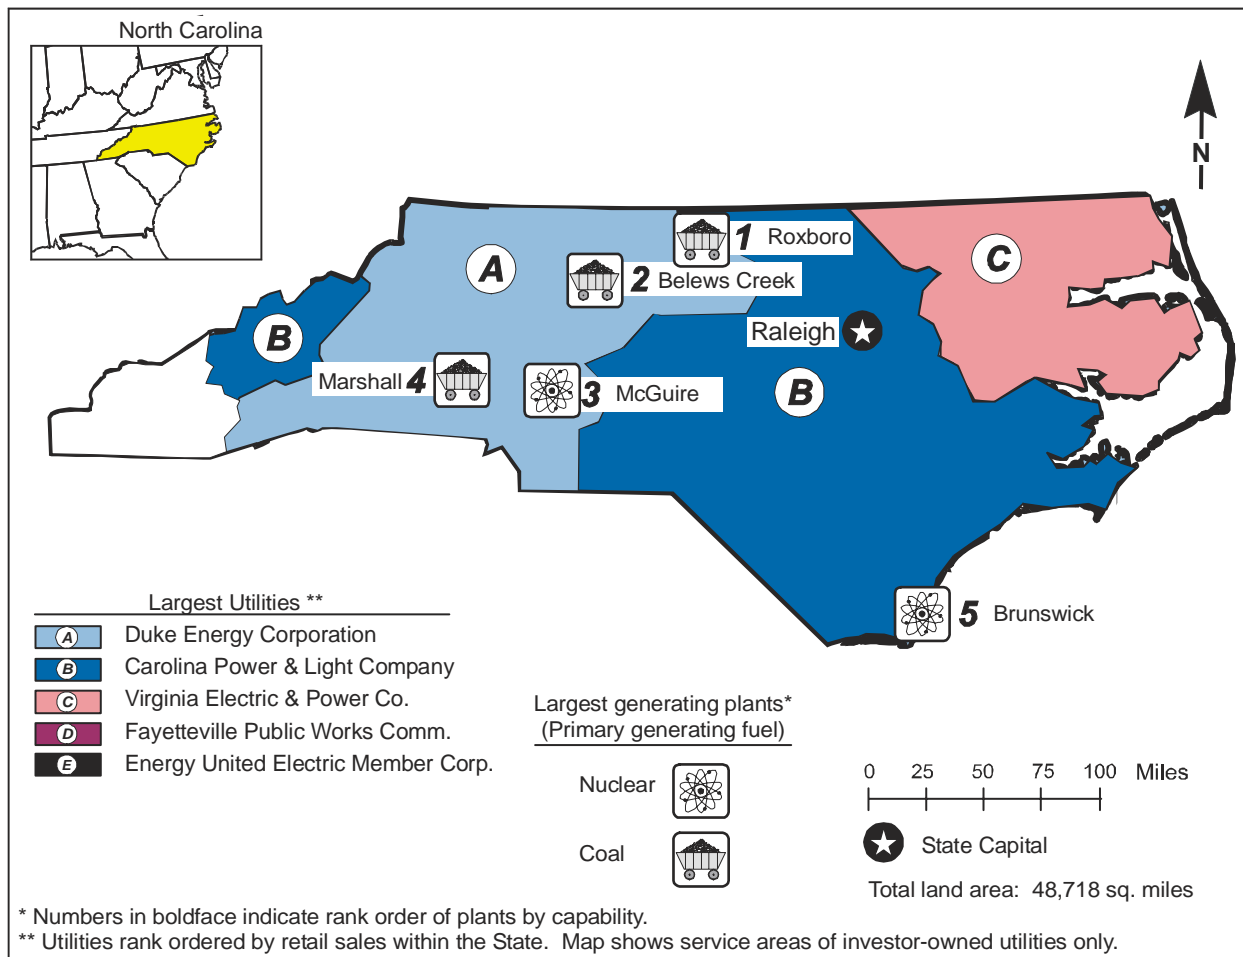 North Carolina
N
A
1 Roxboro
C
2 Belews Creek
B
Raleigh
Marshall 4
3 McGuire
B
5 Brunswick
Largest Utilities **
A Duke Energy Corporation
B Carolina Power & Light Company
C Virginia Electric & Power Co.
D Fayetteville Public Works Comm.
E Energy United Electric Member Corp.
Largest generating plants*
(Primary generating fuel)
Nuclear
Coal
0 25 50 75 100 Miles
State Capital
Total land area: 48,718 sq. miles
* Numbers in boldface indicate rank order of plants by capability.
** Utilities rank ordered by retail sales within the State. Map shows service areas of investor-owned utilities only.